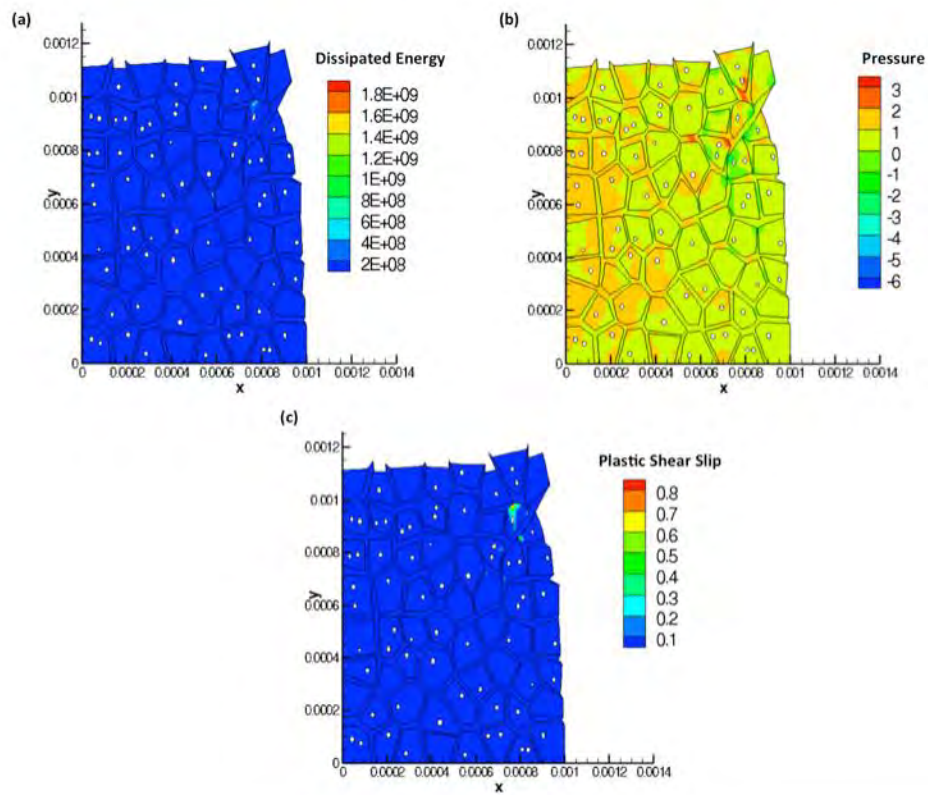 (a)
0.0012
0.001
0.0008
y
0.0006
0.0004
0.0002
0
0 0.0002 0.0004 0.0006 0.0008 0.001 0.0012 0.0014
x
Dissipated Energy
1.8E+09
1.6E+09
1.4E+09
1.2E+09
1E+09
8E+08
6E+08
4E+08
2E+08
(b)
0.0012
0.001
0.0008
y
0.0006
0.0004
0.0002
0
0 0.0002 0.0004 0.0006 0.0008 0.001 0.0012 0.0014
x
Pressure
3
2
1
0
-1
-2
-3
-4
-5
-6
(c)
0.0012
0.001
0.0008
y
0.0006
0.0004
0.0002
0
0 0.0002 0.0004 0.0006 0.0008 0.001 0.0012 0.0014
x
Plastic Shear Slip
0.8
0.7
0.6
0.5
0.4
0.3
0.2
0.1